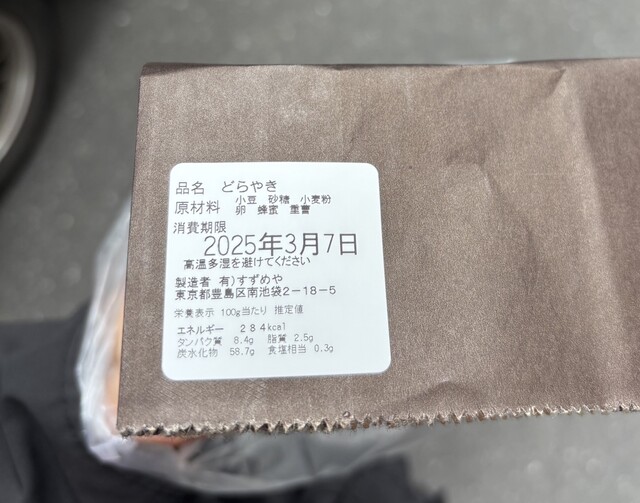 品名　どらやき
原材料　小豆　砂糖　小麦粉
卵　蜂蜜　重曹
消費期限
2025年3月7日
高温多湿を避けてください
製造者 有)すずめや
東京都豊島区南池袋2－18－5
栄養表示 100g当たり 推定値
エネルギー　284kcal
タンパク質　8.4g　脂質　2.5g
炭水化物　58.7g　食塩相当　0.3g